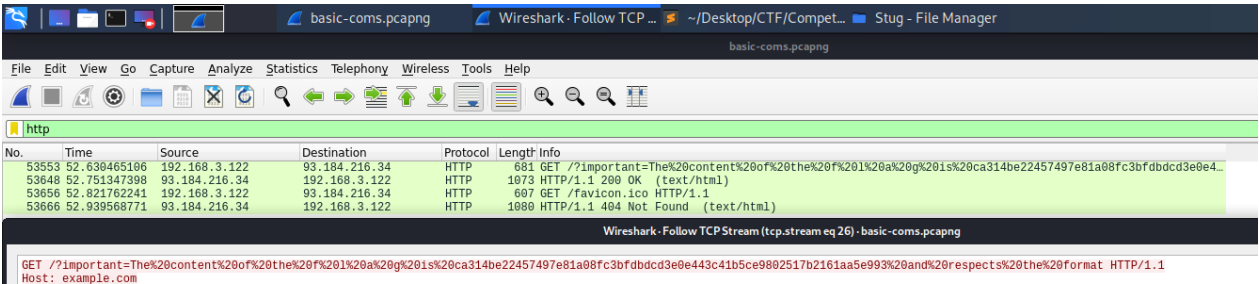 basic-coms.pcapng
Wireshark · Follow TCP ...
~/Desktop/CTF/Compet...
Stug - File Manager
basic-coms.pcapng
File Edit View Go Capture Analyze Statistics Telephony Wireless Tools Help
http
No. Time Source Destination Protocol Length Info
53553 52.630465106 192.168.3.122 93.184.216.34 HTTP 681 GET /?important=The%20content%20of%20the%20f%20l%20a%20g%20is%20ca314be22457497e81a08fc3bfdbdcd3e0e4…
53648 52.751347398 93.184.216.34 192.168.3.122 HTTP 1073 HTTP/1.1 200 OK (text/html)
53656 52.821762241 192.168.3.122 93.184.216.34 HTTP 607 GET /favicon.ico HTTP/1.1
53666 52.939568771 93.184.216.34 192.168.3.122 HTTP 1080 HTTP/1.1 404 Not Found (text/html)
Wireshark · Follow TCP Stream (tcp.stream eq 26) · basic-coms.pcapng
GET /?important=The%20content%20of%20the%20f%20l%20a%20g%20is%20ca314be22457497e81a08fc3bfdbdcd3e0e443c41b5ce9802517b2161aa5e993%20and%20respects%20the%20format HTTP/1.1
Host: example.com